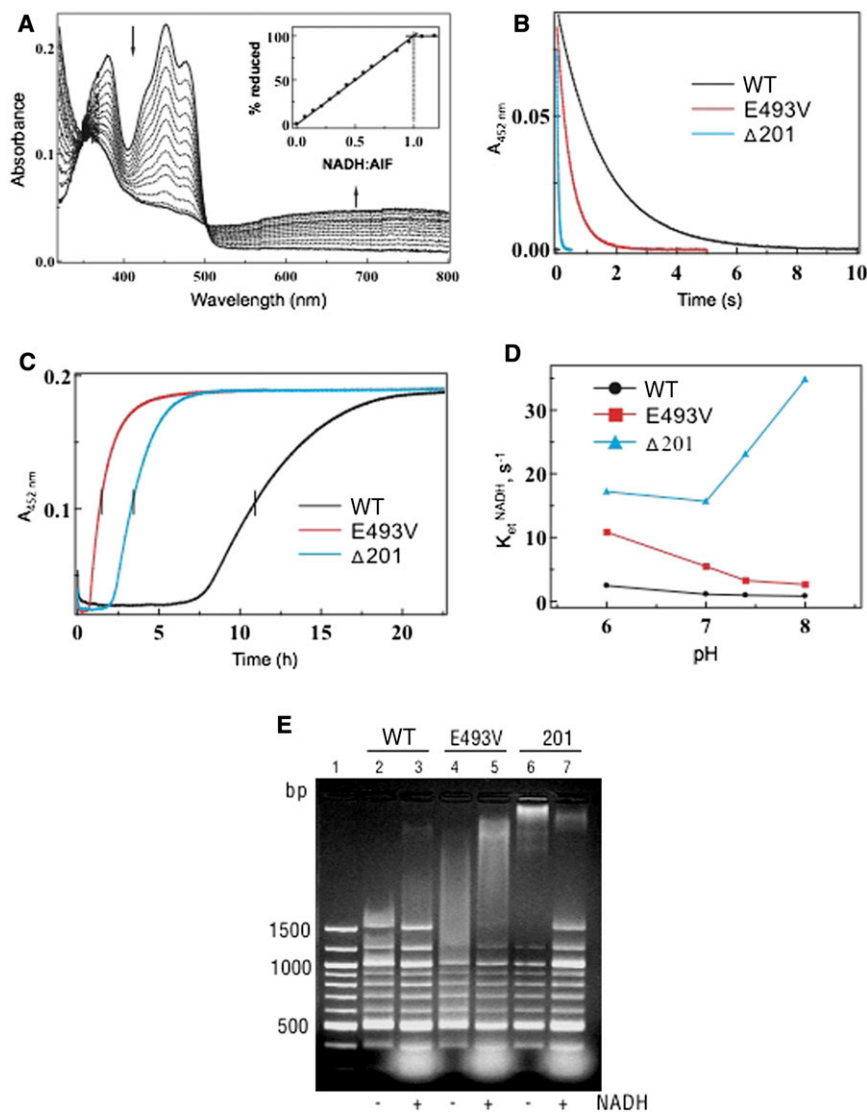 A
Absorbance
0.2
0.1
0.0
400
500
600
700
800
Wavelength (nm)
% reduced
100
50
0
0.0
0.5
1.0
NADH:AIF
B
A452 nm
0.05
0.00
0
2
4
6
8
10
Time (s)
WT
E493V
Δ201
C
A452 nm
0.2
0.1
0
5
10
15
20
Time (h)
WT
E493V
Δ201
D
Ket NADH, s-1
30
20
10
0
6
7
8
pH
WT
E493V
Δ201
E
WT
E493V
201
1
2
3
4
5
6
7
bp
1500
1000
500
- + - + - + NADH